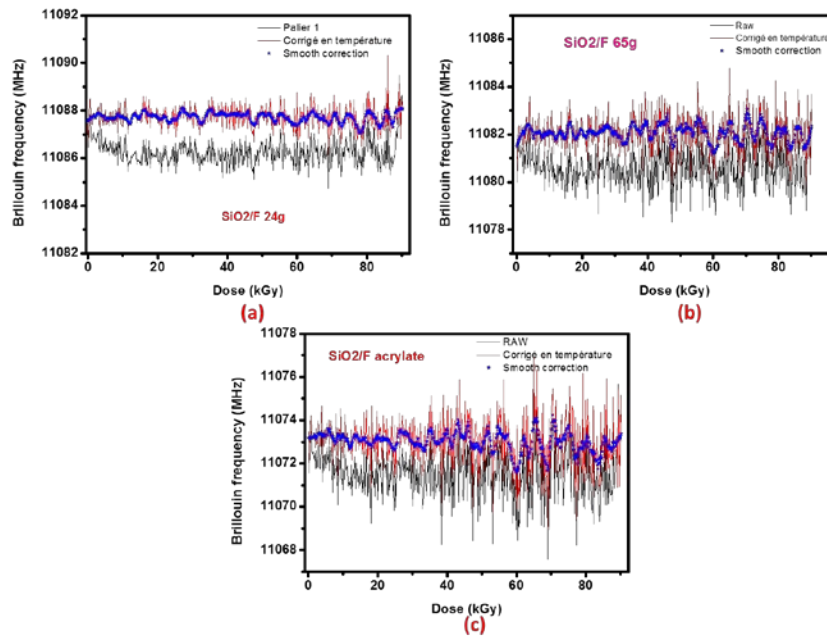 11092
11090
11088
11086
11084
11082
Brillouin frequency (MHz)
Palier 1
Corrigé en température
Smooth correction
SiO2/F 24g
0 20 40 60 80
Dose (kGy)
(a)
11086
11084
11082
11080
11078
Brillouin frequency (MHz)
SiO2/F 65g
Raw
Corrigé en température
Smooth correction
0 20 40 60 80
Dose (kGy)
(b)
11078
11076
11074
11072
11070
11068
Brillouin frequency (MHz)
SiO2/F acrylate
RAW
Corrigé en température
Smooth correction
0 20 40 60 80
Dose (kGy)
(c)